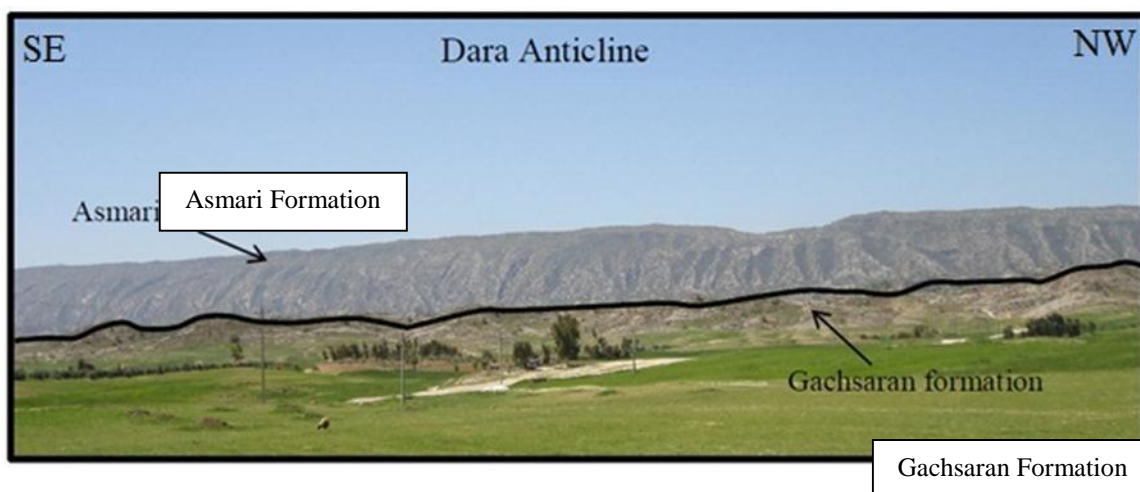 SE
Dara Anticline
NW
Asmari
Asmari Formation
Gachsaran formation
Gachsaran Formation